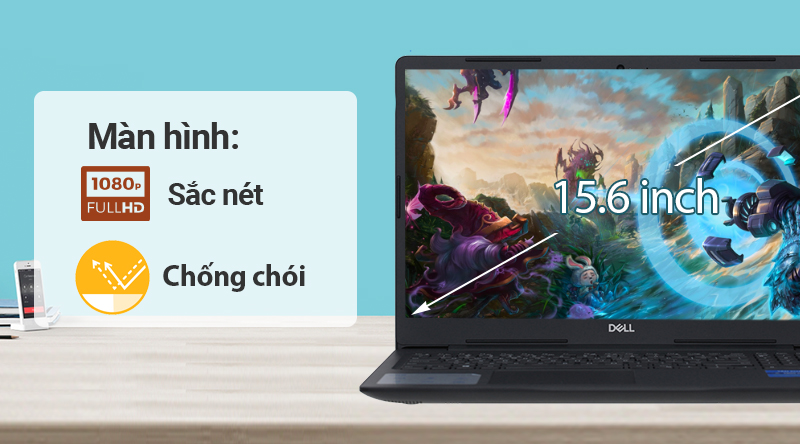 Màn hình:
1080P
FULLHD
Sắc nét
Chống chói
15.6 inch
DELL